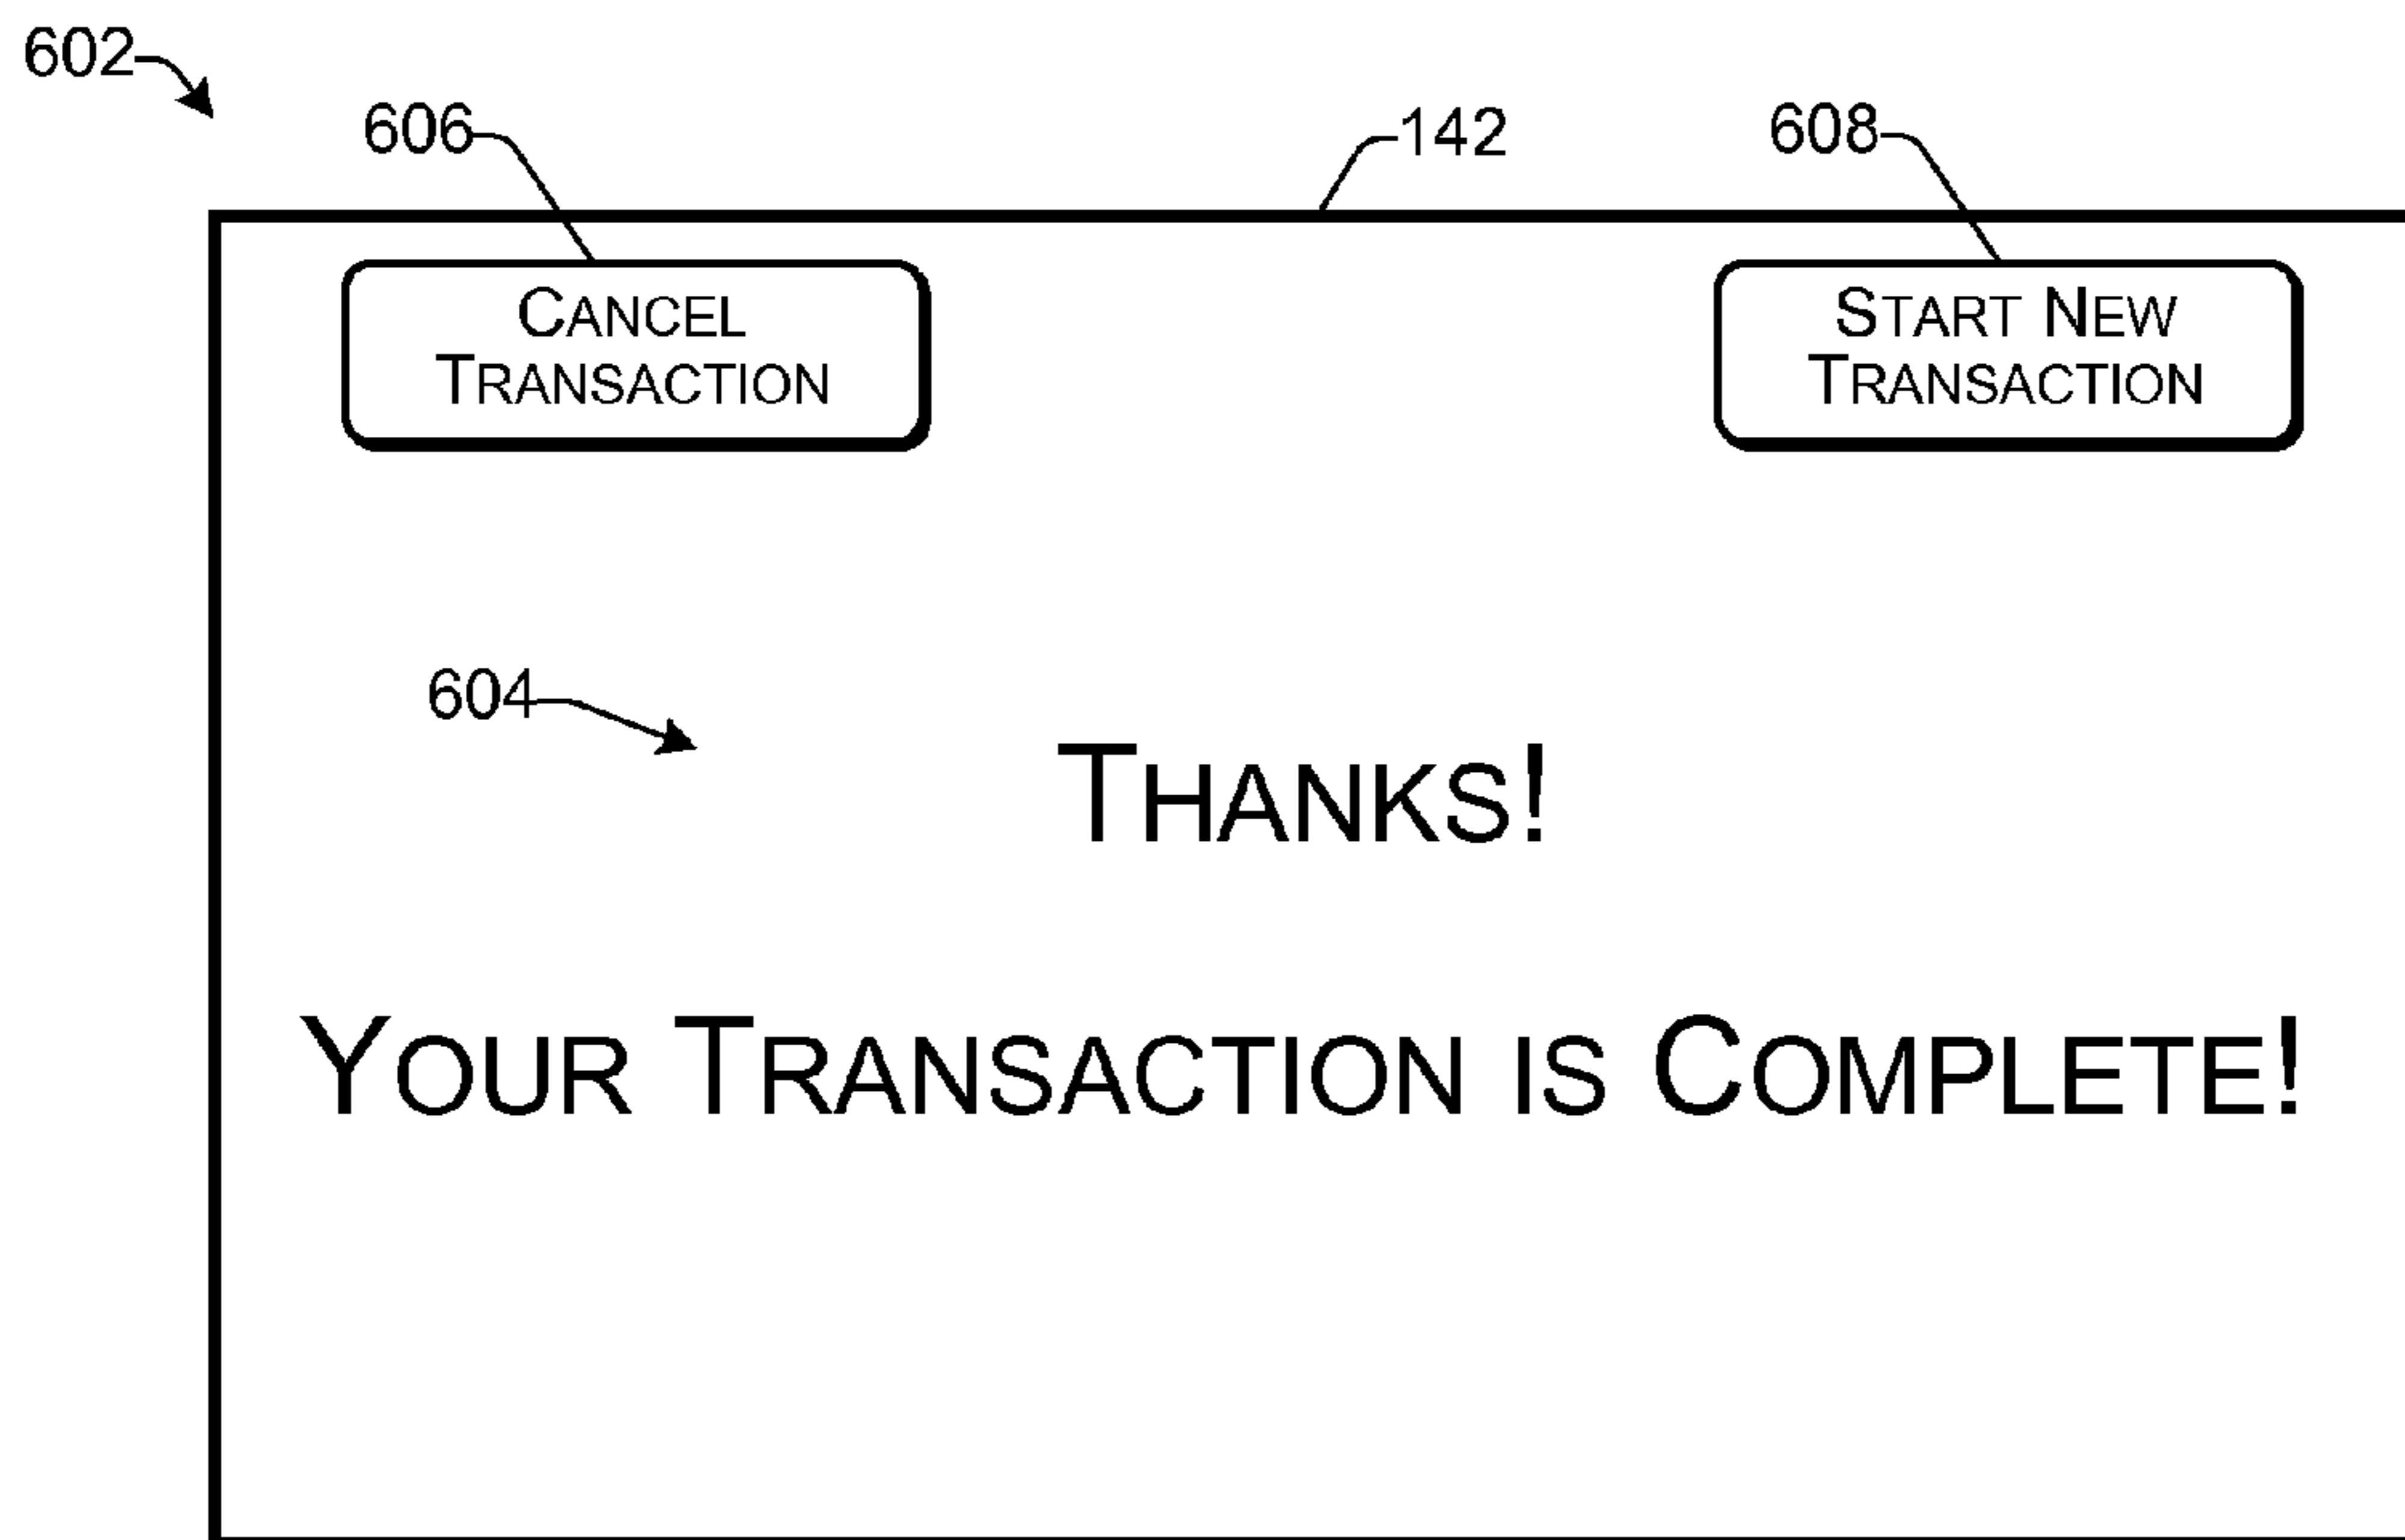 602
606
142
608
Cancel
Transaction
Start New
Transaction
604
Thanks!
Your Transaction is Complete!